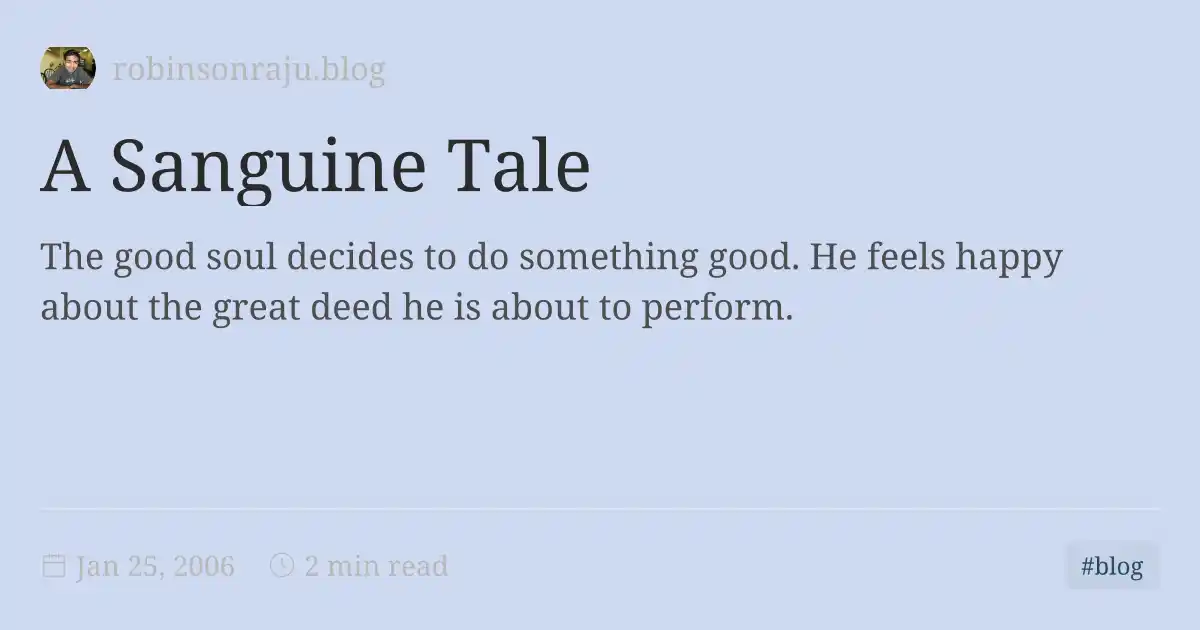 robinsonraju.blog
A Sanguine Tale
The good soul decides to do something good. He feels happy
about the great deed he is about to perform.
Jan 25, 2006 2 min read
#blog